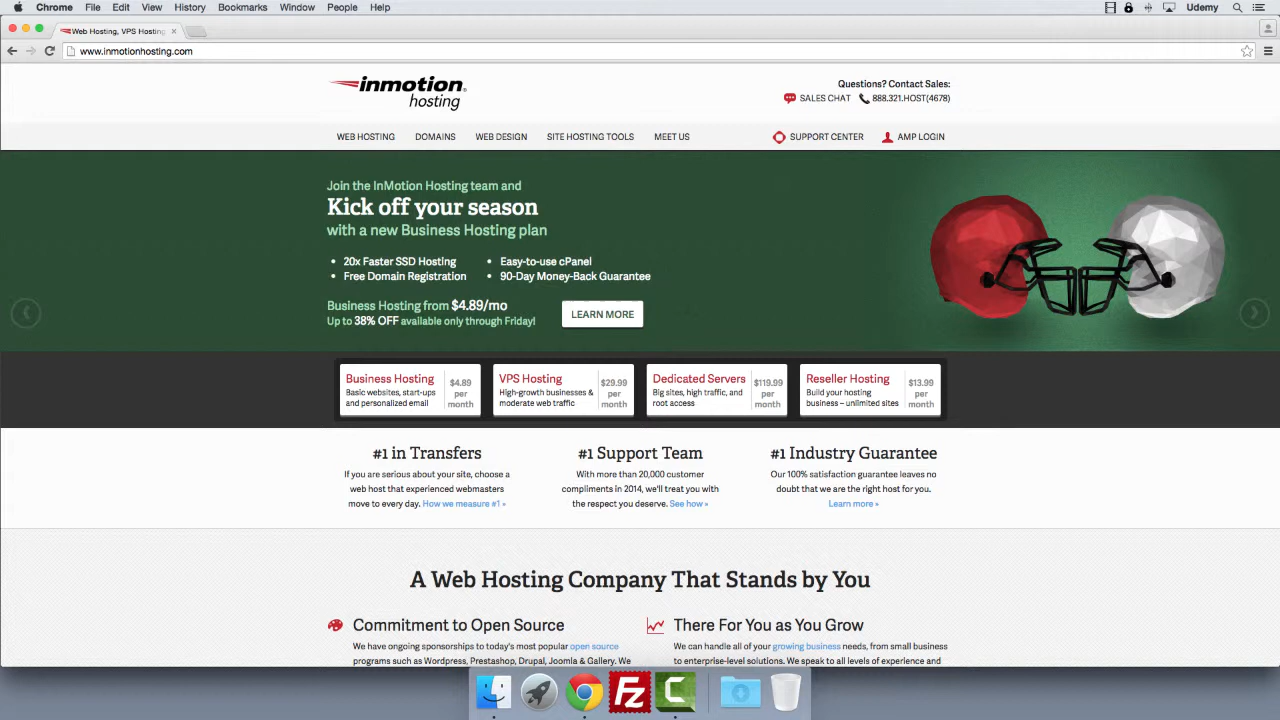 Chrome File Edit View History Bookmarks Window People Help Udemy
Web Hosting, VPS Hosting
www.inmotionhosting.com
inmotion
hosting
Questions? Contact Sales:
SALES CHAT 888.321.HOST(4678)
WEB HOSTING DOMAINS WEB DESIGN SITE HOSTING TOOLS MEET US SUPPORT CENTER AMP LOGIN
Join the InMotion Hosting team and
Kick off your season
with a new Business Hosting plan
• 20x Faster SSD Hosting • Easy-to-use cPanel
• Free Domain Registration • 90-Day Money-Back Guarantee
Business Hosting from $4.89/mo
Up to 38% OFF available only through Friday!
LEARN MORE
Business Hosting
Basic websites, start-ups
and personalized email
$4.89
per
month
VPS Hosting
High-growth businesses &
moderate web traffic
$29.99
per
month
Dedicated Servers
Big sites, high traffic, and
root access
$119.99
per
month
Reseller Hosting
Build your hosting
business – unlimited sites
$13.99
per
month
#1 in Transfers
If you are serious about your site, choose a
web host that experienced webmasters
move to every day. How we measure #1 »
#1 Support Team
With more than 20,000 customer
compliments in 2014, we'll treat you with
the respect you deserve. See how »
#1 Industry Guarantee
Our 100% satisfaction guarantee leaves no
doubt that we are the right host for you.
Learn more »
A Web Hosting Company That Stands by You
Commitment to Open Source
We have ongoing sponsorships to today's most popular open source
programs such as Wordpress, Prestashop, Drupal, Joomla & Gallery. We
There For You as You Grow
We can handle all of your growing business needs, from small business
to enterprise-level solutions. We speak to all levels of experience and
Fz
C